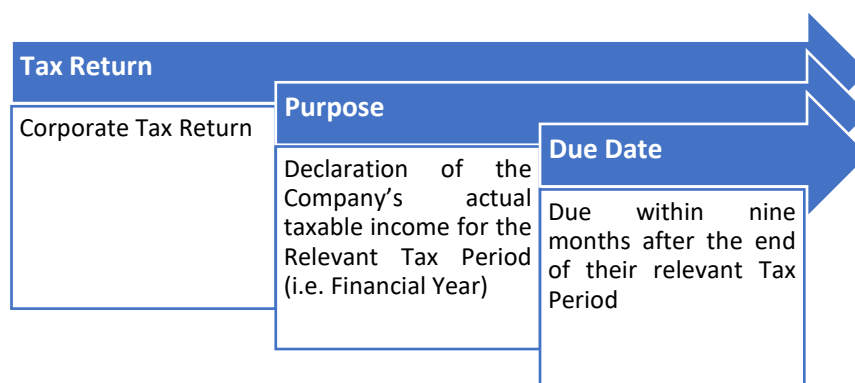 Tax Return
Corporate Tax Return
Purpose
Declaration of the
Company’s actual
taxable income for the
Relevant Tax Period
(i.e. Financial Year)
Due Date
Due within nine
months after the end
of their relevant Tax
Period